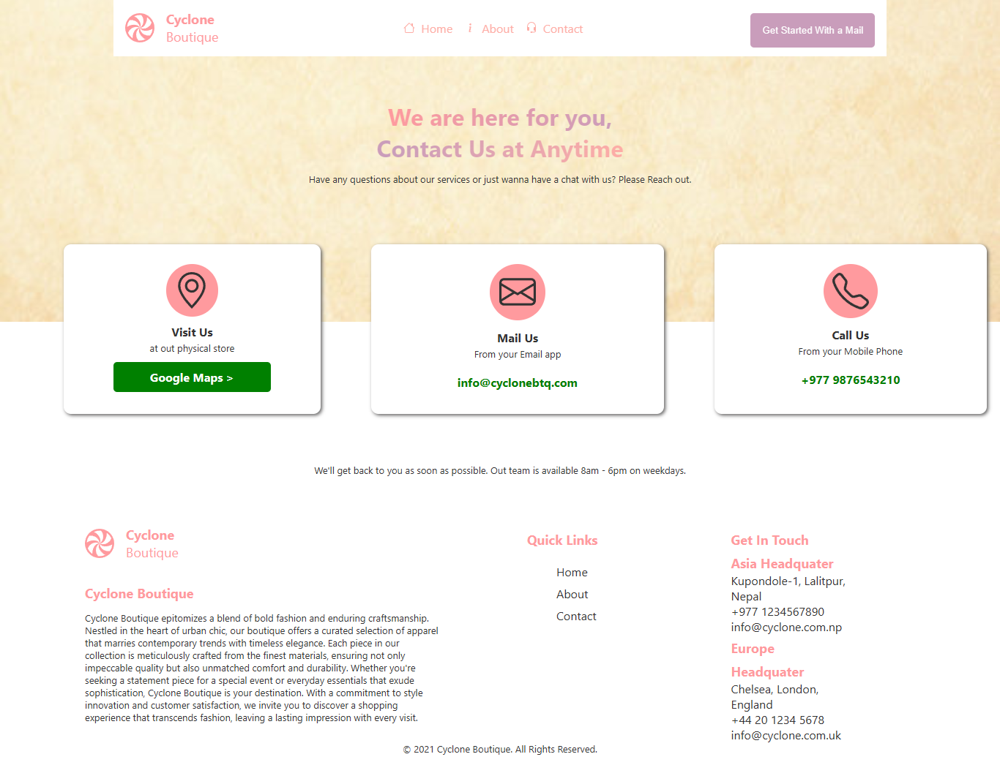 Cyclone
Boutique
Home
About
Contact
Get Started With a Mail
We are here for you,
Contact Us at Anytime
Have any questions about our services or just wanna have a chat with us? Please Reach out.
Visit Us
at out physical store
Google Maps >
Mail Us
From your Email app
info@cyclonebtq.com
Call Us
From your Mobile Phone
+977 9876543210
We'll get back to you as soon as possible. Out team is available 8am - 6pm on weekdays.
Cyclone
Boutique
Cyclone Boutique
Cyclone Boutique epitomizes a blend of bold fashion and enduring craftsmanship.
Nestled in the heart of urban chic, our boutique offers a curated selection of apparel
that marries contemporary trends with timeless elegance. Each piece in our
collection is meticulously crafted from the finest materials, ensuring not only
impeccable quality but also unmatched comfort and durability. Whether you're
seeking a statement piece for a special event or everyday essentials that exude
sophistication, Cyclone Boutique is your destination. With a commitment to style
innovation and customer satisfaction, we invite you to discover a shopping
experience that transcends fashion, leaving a lasting impression with every visit.
Quick Links
Home
About
Contact
Get In Touch
Asia Headquater
Kupondole-1, Lalitpur,
Nepal
+977 1234567890
info@cyclone.com.np
Europe
Headquater
Chelsea, London,
England
+44 20 1234 5678
info@cyclone.com.uk
© 2021 Cyclone Boutique. All Rights Reserved.